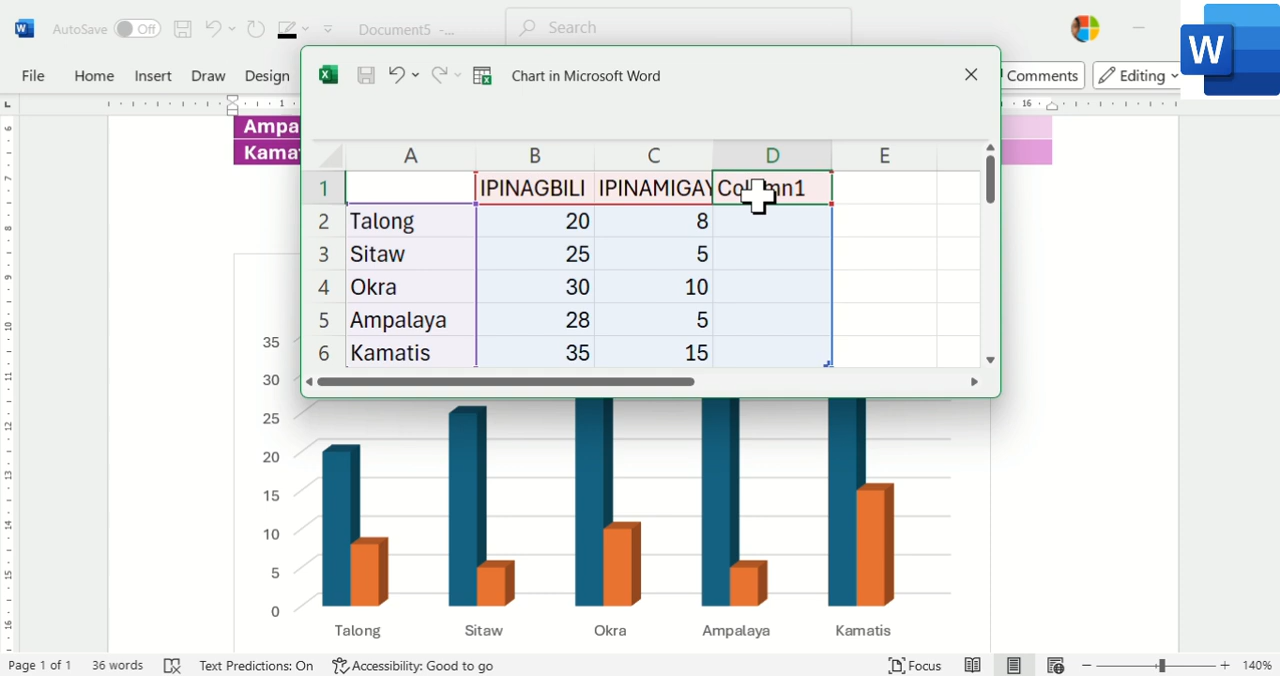 AutoSave Off Document5 -... Search
File Home Insert Draw Design Comments Editing
W
Chart in Microsoft Word
A B C D E
1 IPINAGBILI IPINAMIGAY Column1
2 Talong 20 8
3 Sitaw 25 5
4 Okra 30 10
5 Ampalaya 28 5
6 Kamatis 35 15
Ampa
Kamat
35
30
25
20
15
10
5
0
Talong Sitaw Okra Ampalaya Kamatis
Page 1 of 1 36 words Text Predictions: On Accessibility: Good to go Focus 140%